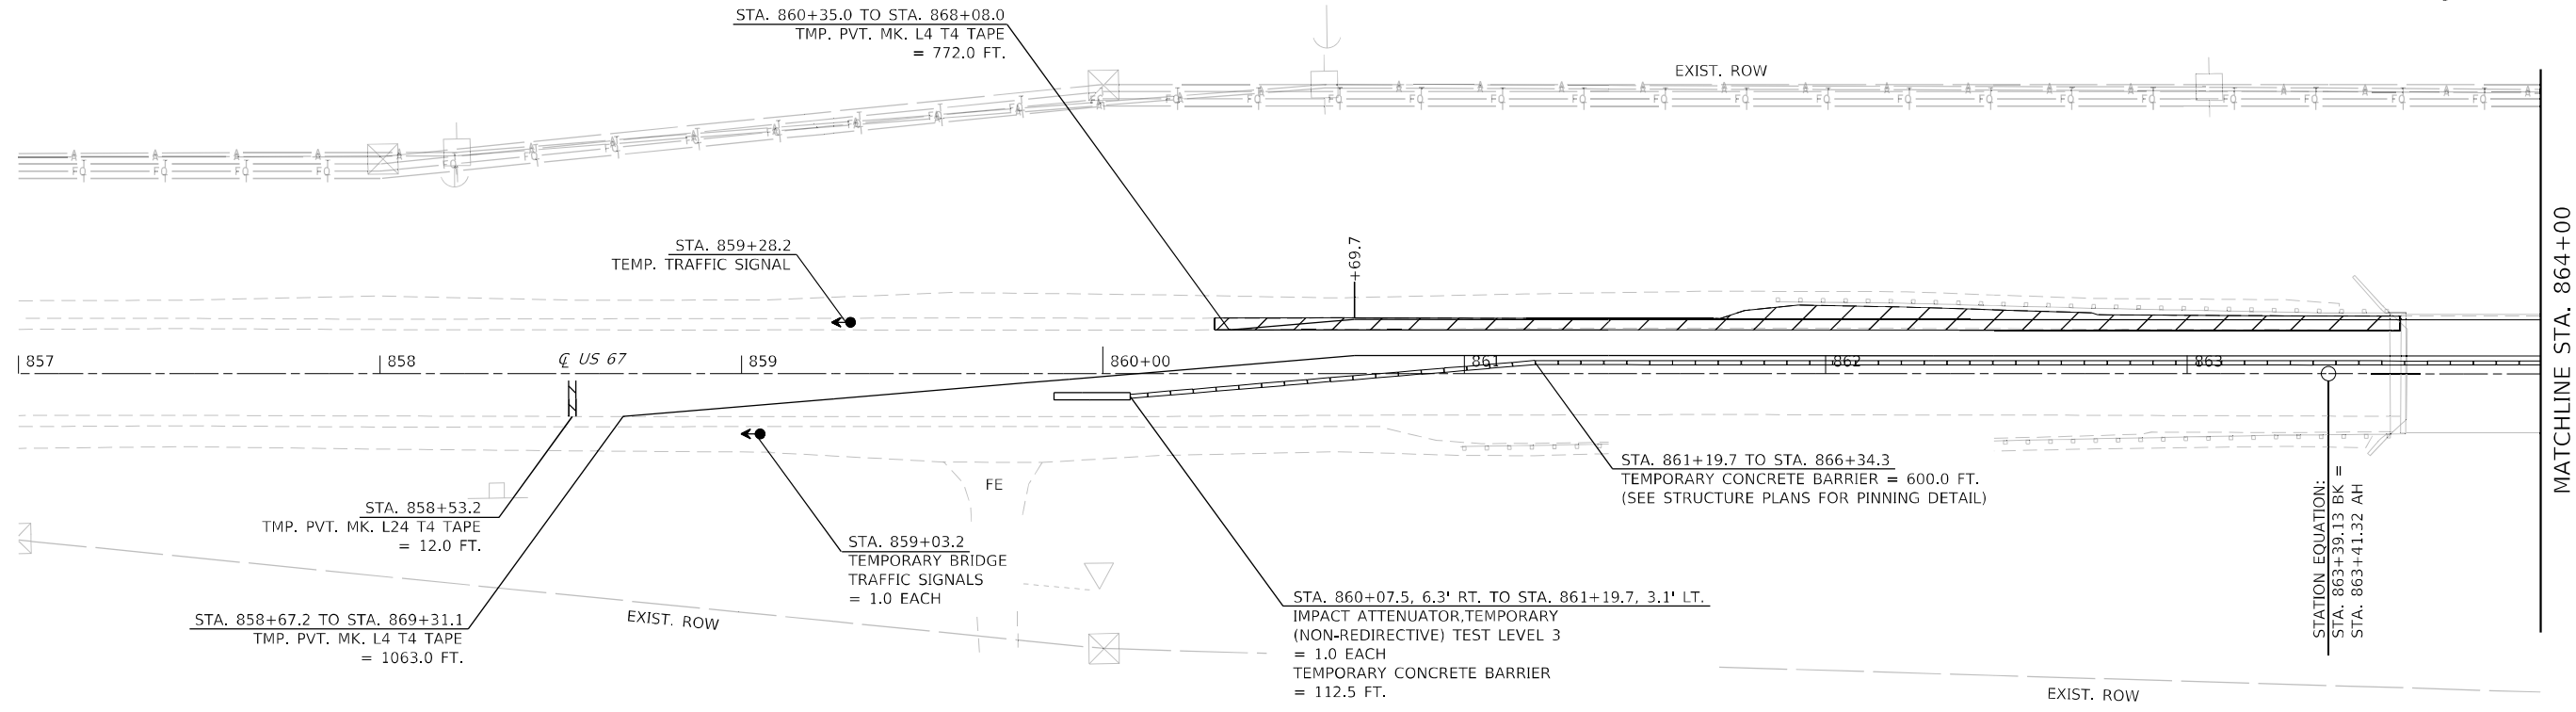 STA. 860+35.0 TO STA. 868+08.0
TMP. PVT. MK. L4 T4 TAPE
= 772.0 FT.
EXIST. ROW
STA. 859+28.2
TEMP. TRAFFIC SIGNAL
+69.7
MATCHLINE STA. 864+00
857
858
℄ US 67
859
860+00
861
862
863
STA. 858+53.2
TMP. PVT. MK. L24 T4 TAPE
= 12.0 FT.
STA. 858+67.2 TO STA. 869+31.1
TMP. PVT. MK. L4 T4 TAPE
= 1063.0 FT.
STA. 859+03.2
TEMPORARY BRIDGE
TRAFFIC SIGNALS
= 1.0 EACH
FE
EXIST. ROW
STA. 861+19.7 TO STA. 866+34.3
TEMPORARY CONCRETE BARRIER = 600.0 FT.
(SEE STRUCTURE PLANS FOR PINNING DETAIL)
STA. 860+07.5, 6.3' RT. TO STA. 861+19.7, 3.1' LT.
IMPACT ATTENUATOR,TEMPORARY
(NON-REDIRECTIVE) TEST LEVEL 3
= 1.0 EACH
TEMPORARY CONCRETE BARRIER
= 112.5 FT.
STATION EQUATION:
STA. 863+39.13 BK =
STA. 863+41.32 AH
EXIST. ROW